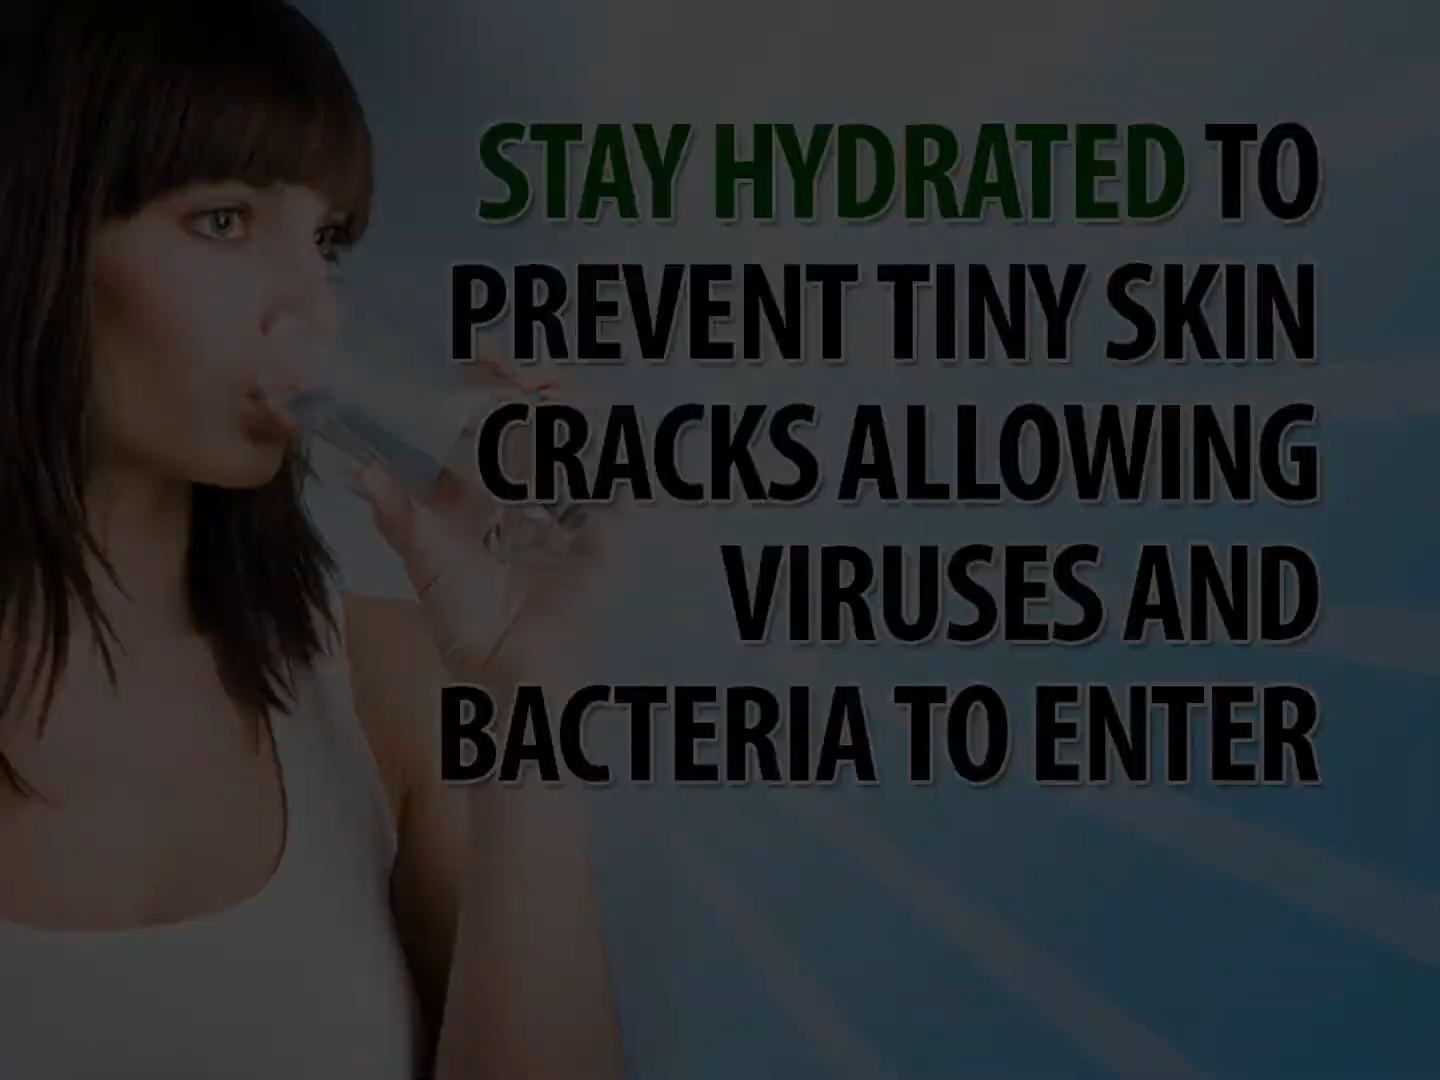 STAY HYDRATED TO
PREVENT TINY SKIN
CRACKS ALLOWING
VIRUSES AND
BACTERIA TO ENTER